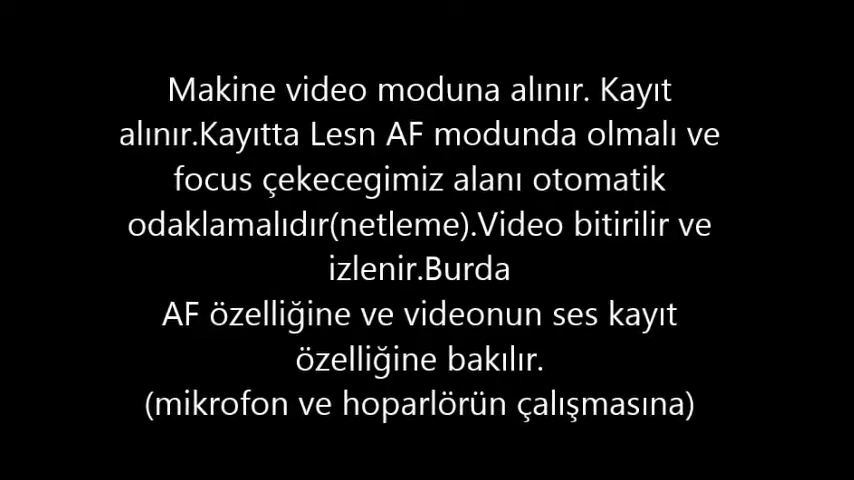 Makine video moduna alınır. Kayıt
alınır.Kayıtta Lesn AF modunda olmalı ve
focus çekecegimiz alanı otomatik
odaklamalıdır(netleme).Video bitirilir ve
izlenir.Burda
AF özelliğine ve videonun ses kayıt
özelliğine bakılır.
(mikrofon ve hoparlörün çalışmasına)